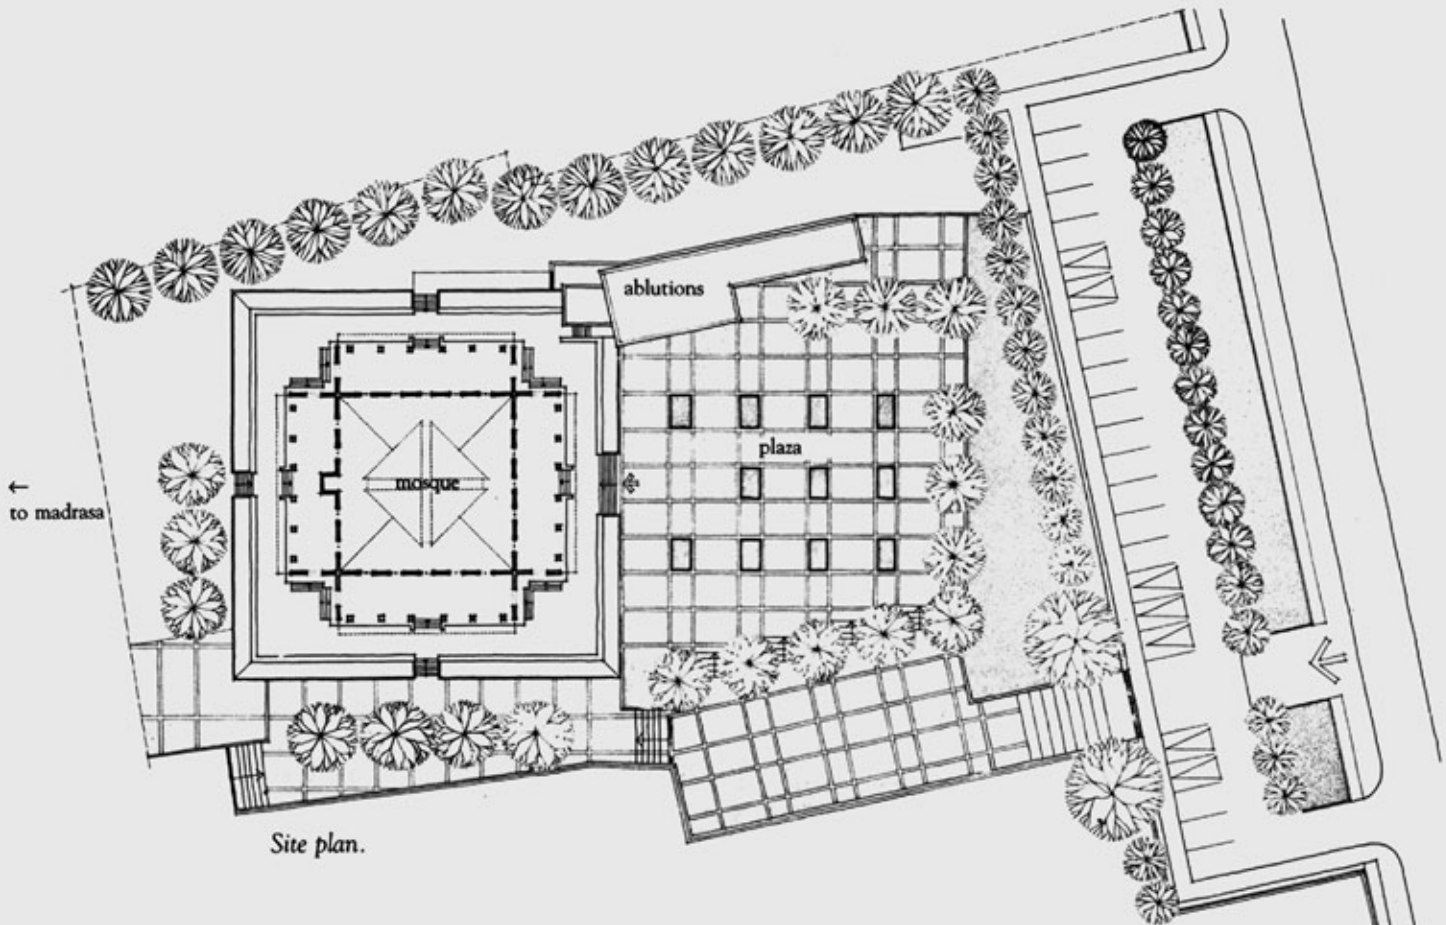 ablutions
plaza
mosque
←
to madrasa
Site plan.